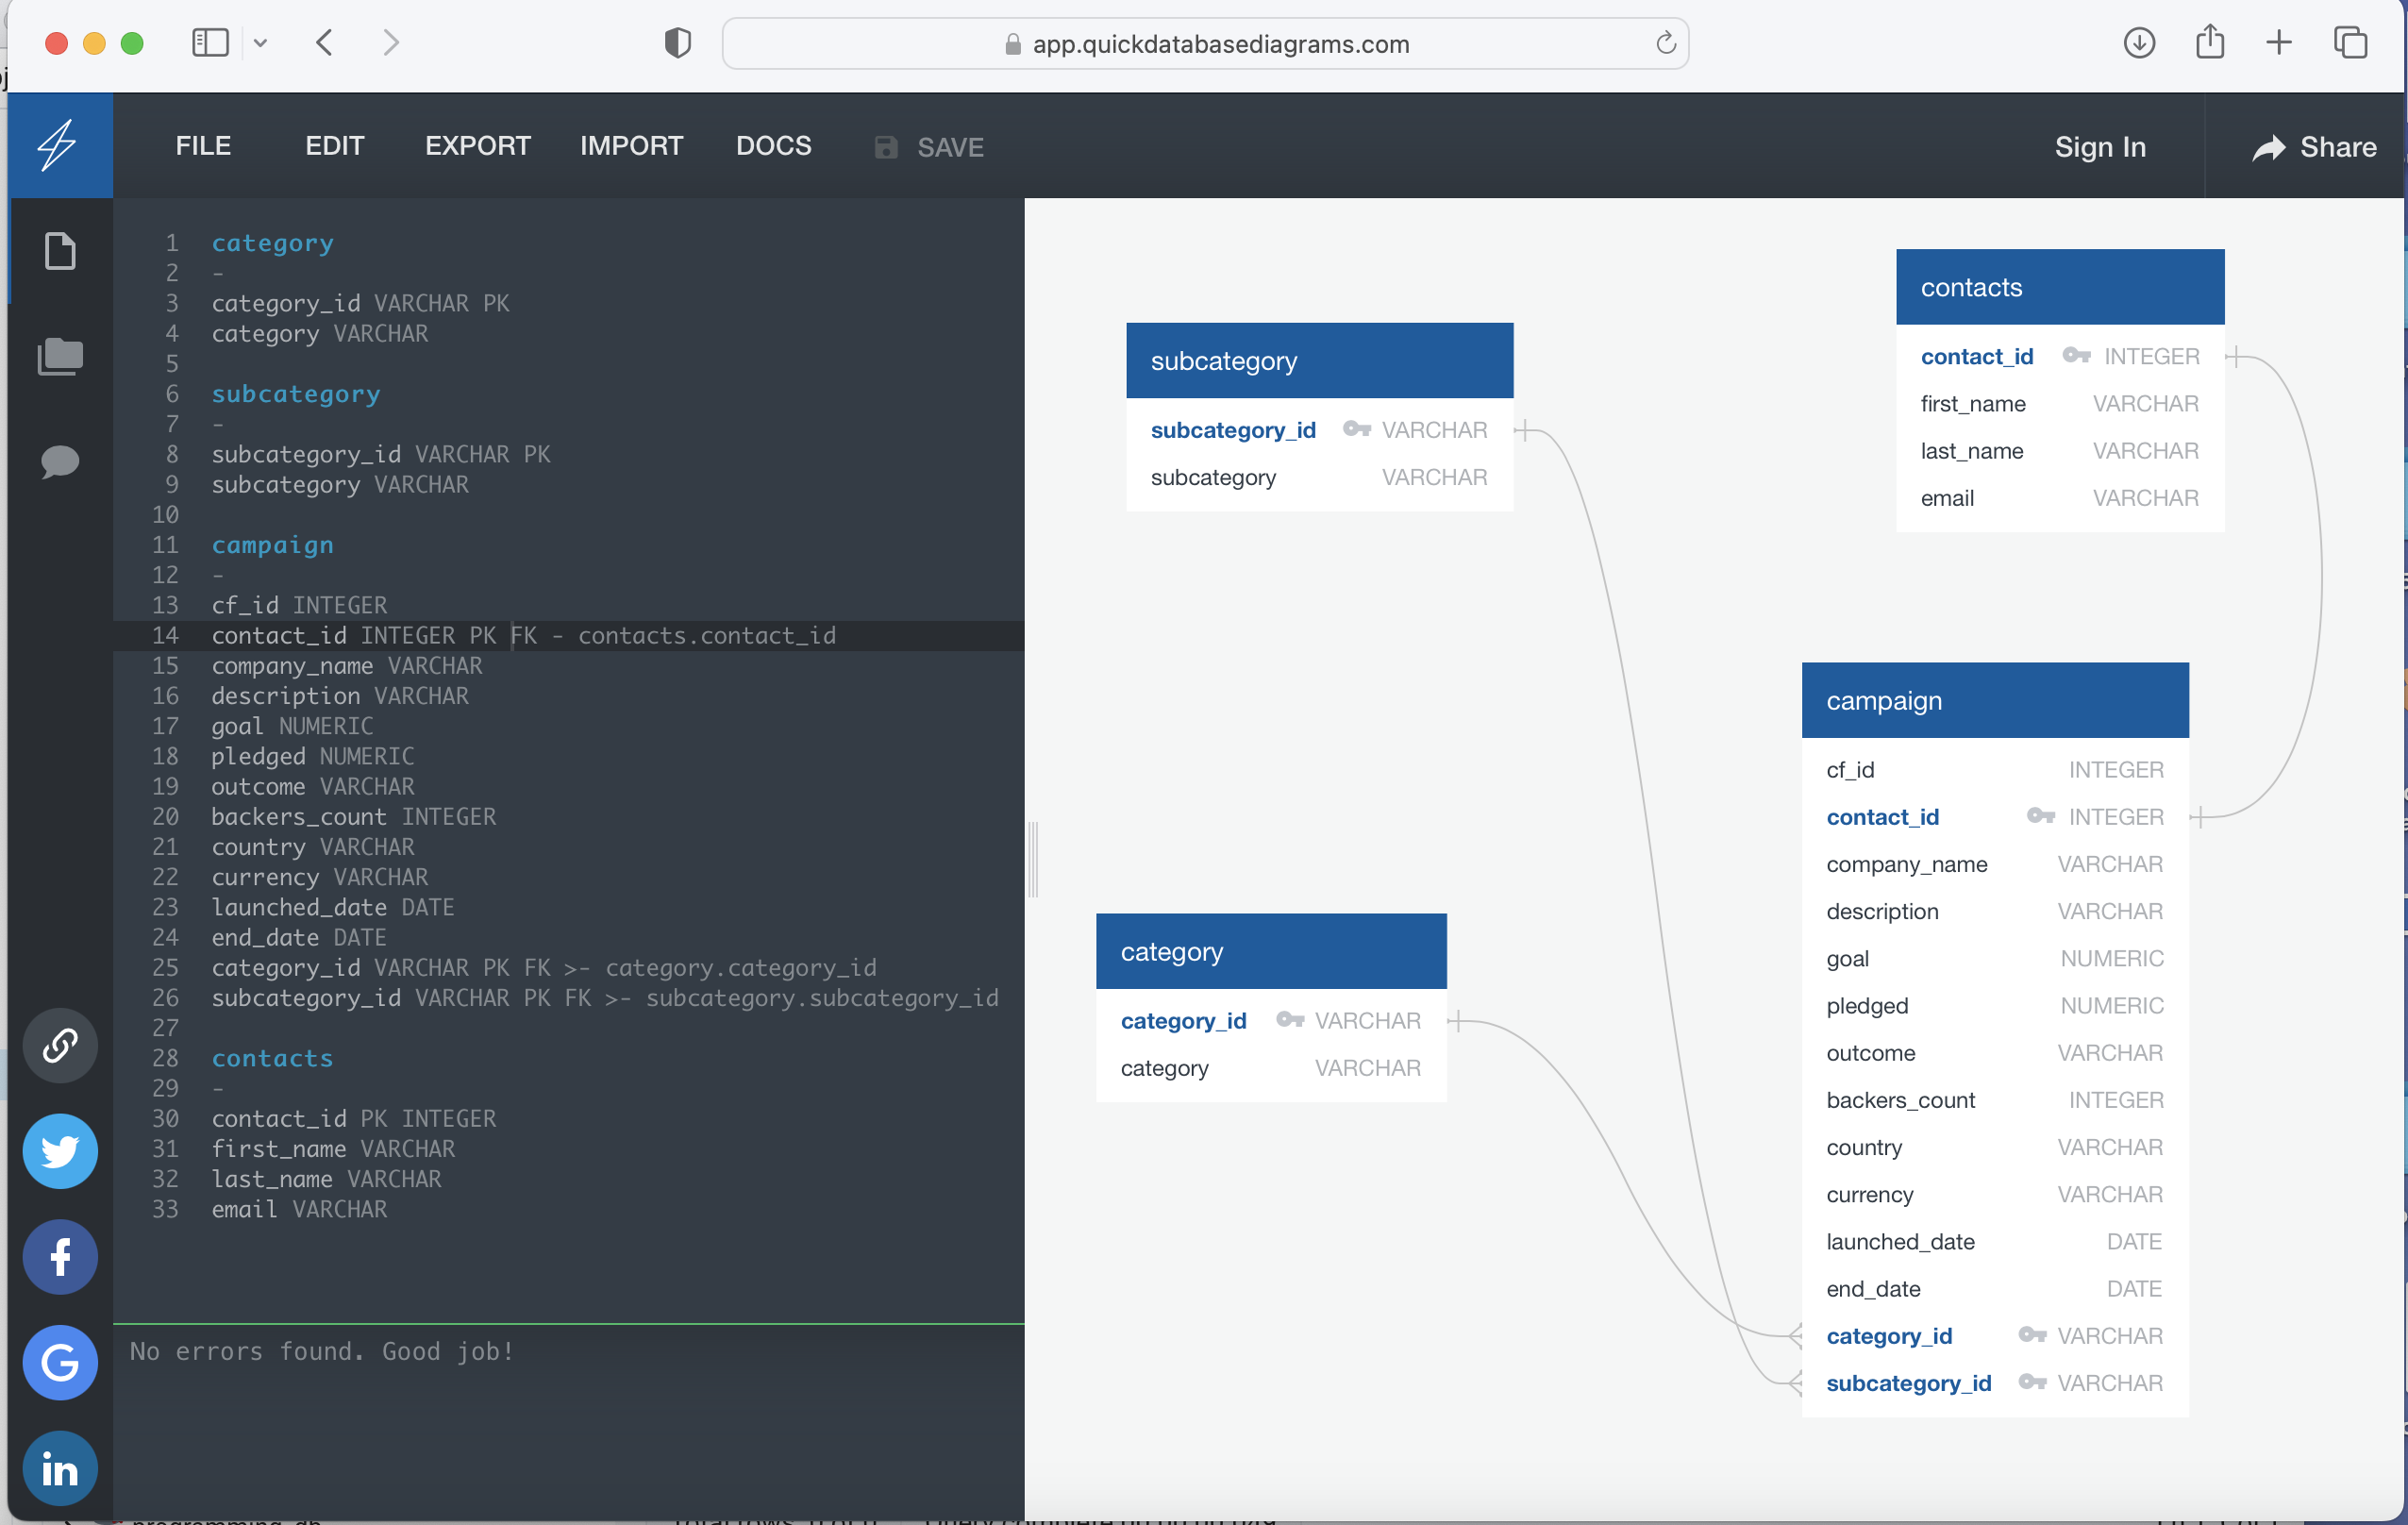 app.quickdatabasediagrams.com
FILE EDIT EXPORT IMPORT DOCS SAVE Sign In Share
1 category
2 -
3 category_id VARCHAR PK
4 category VARCHAR
5
6 subcategory
7 -
8 subcategory_id VARCHAR PK
9 subcategory VARCHAR
10
11 campaign
12 -
13 cf_id INTEGER
14 contact_id INTEGER PK FK - contacts.contact_id
15 company_name VARCHAR
16 description VARCHAR
17 goal NUMERIC
18 pledged NUMERIC
19 outcome VARCHAR
20 backers_count INTEGER
21 country VARCHAR
22 currency VARCHAR
23 launched_date DATE
24 end_date DATE
25 category_id VARCHAR PK FK >- category.category_id
26 subcategory_id VARCHAR PK FK >- subcategory.subcategory_id
27
28 contacts
29 -
30 contact_id PK INTEGER
31 first_name VARCHAR
32 last_name VARCHAR
33 email VARCHAR
No errors found. Good job!
subcategory
subcategory_id VARCHAR
subcategory VARCHAR
contacts
contact_id INTEGER
first_name VARCHAR
last_name VARCHAR
email VARCHAR
category
category_id VARCHAR
category VARCHAR
campaign
cf_id INTEGER
contact_id INTEGER
company_name VARCHAR
description VARCHAR
goal NUMERIC
pledged NUMERIC
outcome VARCHAR
backers_count INTEGER
country VARCHAR
currency VARCHAR
launched_date DATE
end_date DATE
category_id VARCHAR
subcategory_id VARCHAR